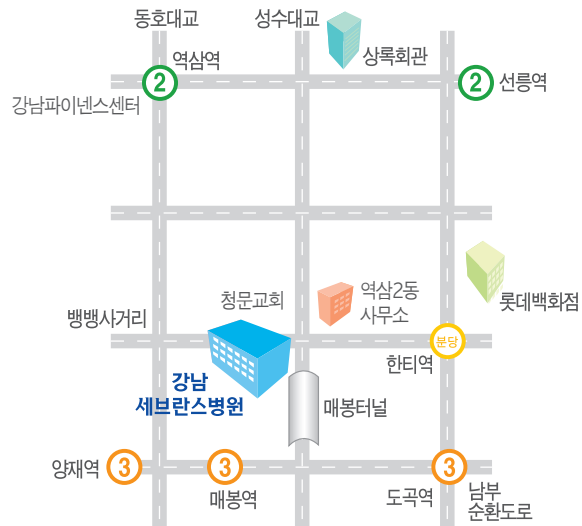 동호대교
성수대교
역삼역
상록회관
2
2
선릉역
강남파이넨스센터
청문교회
역삼2동
사무소
롯데백화점
뱅뱅사거리
분당
한티역
강남
세브란스병원
매봉터널
양재역
3
3
3
매봉역
도곡역
남부
순환도로